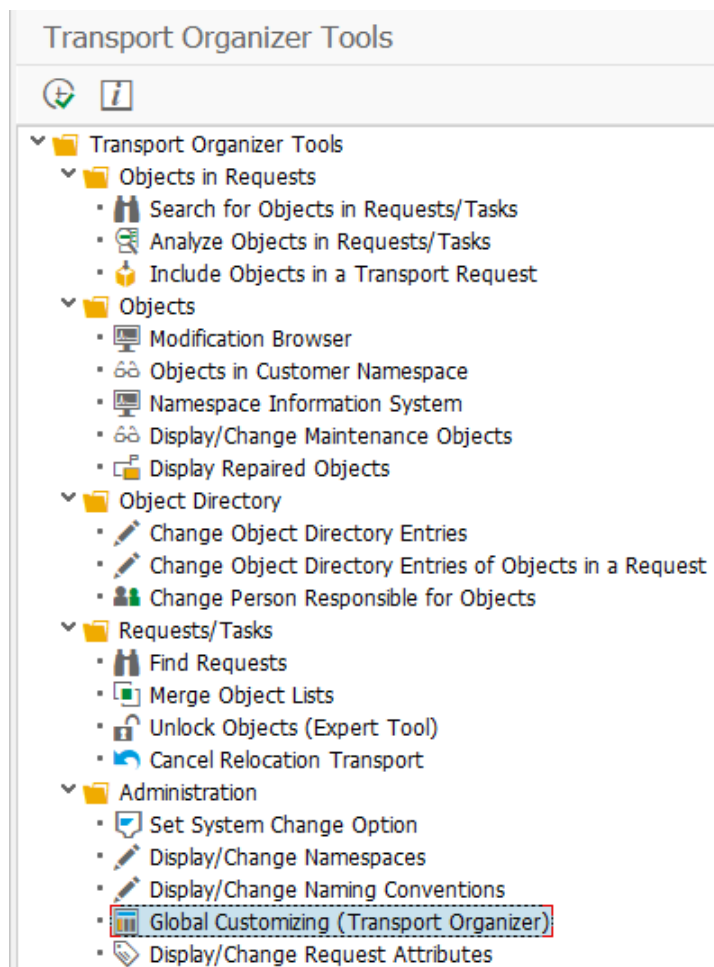 Transport Organizer Tools
Transport Organizer Tools
Objects in Requests
Search for Objects in Requests/Tasks
Analyze Objects in Requests/Tasks
Include Objects in a Transport Request
Objects
Modification Browser
Objects in Customer Namespace
Namespace Information System
Display/Change Maintenance Objects
Display Repaired Objects
Object Directory
Change Object Directory Entries
Change Object Directory Entries of Objects in a Request
Change Person Responsible for Objects
Requests/Tasks
Find Requests
Merge Object Lists
Unlock Objects (Expert Tool)
Cancel Relocation Transport
Administration
Set System Change Option
Display/Change Namespaces
Display/Change Naming Conventions
Global Customizing (Transport Organizer)
Display/Change Request Attributes